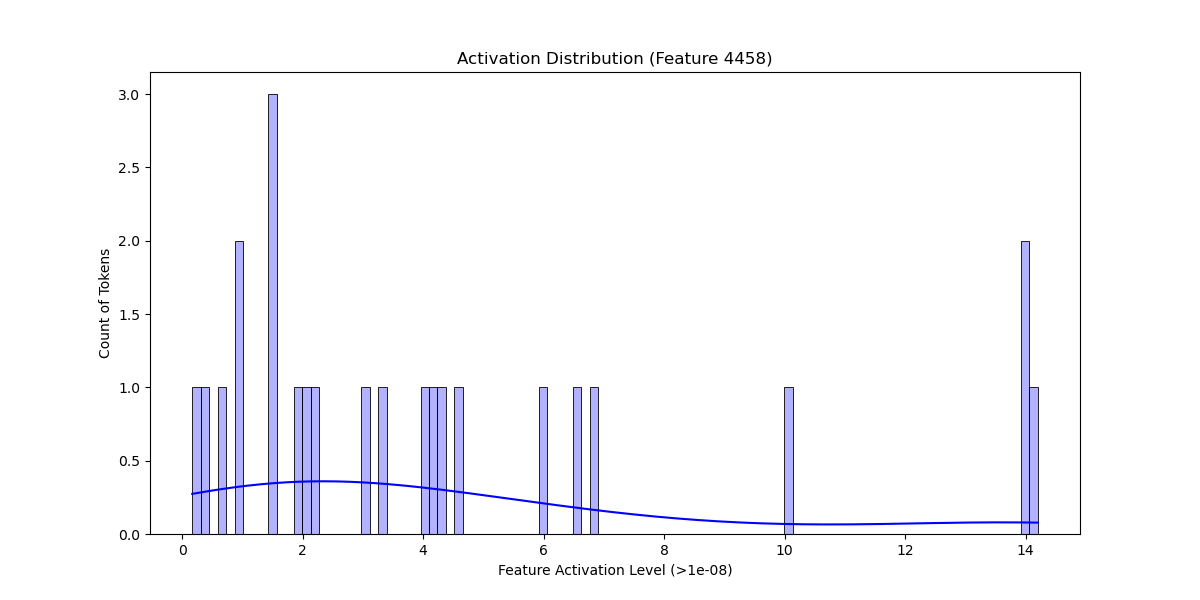 Activation Distribution (Feature 4458)
3.0
2.5
2.0
1.5
1.0
0.5
0.0
Count of Tokens
0 2 4 6 8 10 12 14
Feature Activation Level (>1e-08)